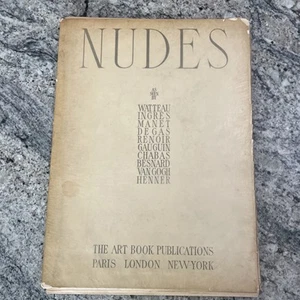 NUDES
WATTEAU
INGRES
MANET
DEGAS
RENOIR
GAUGUIN
CHABAS
BESNARD
VAN GOGH
HENNER
THE ART BOOK PUBLICATIONS
PARIS LONDON NEW YORK